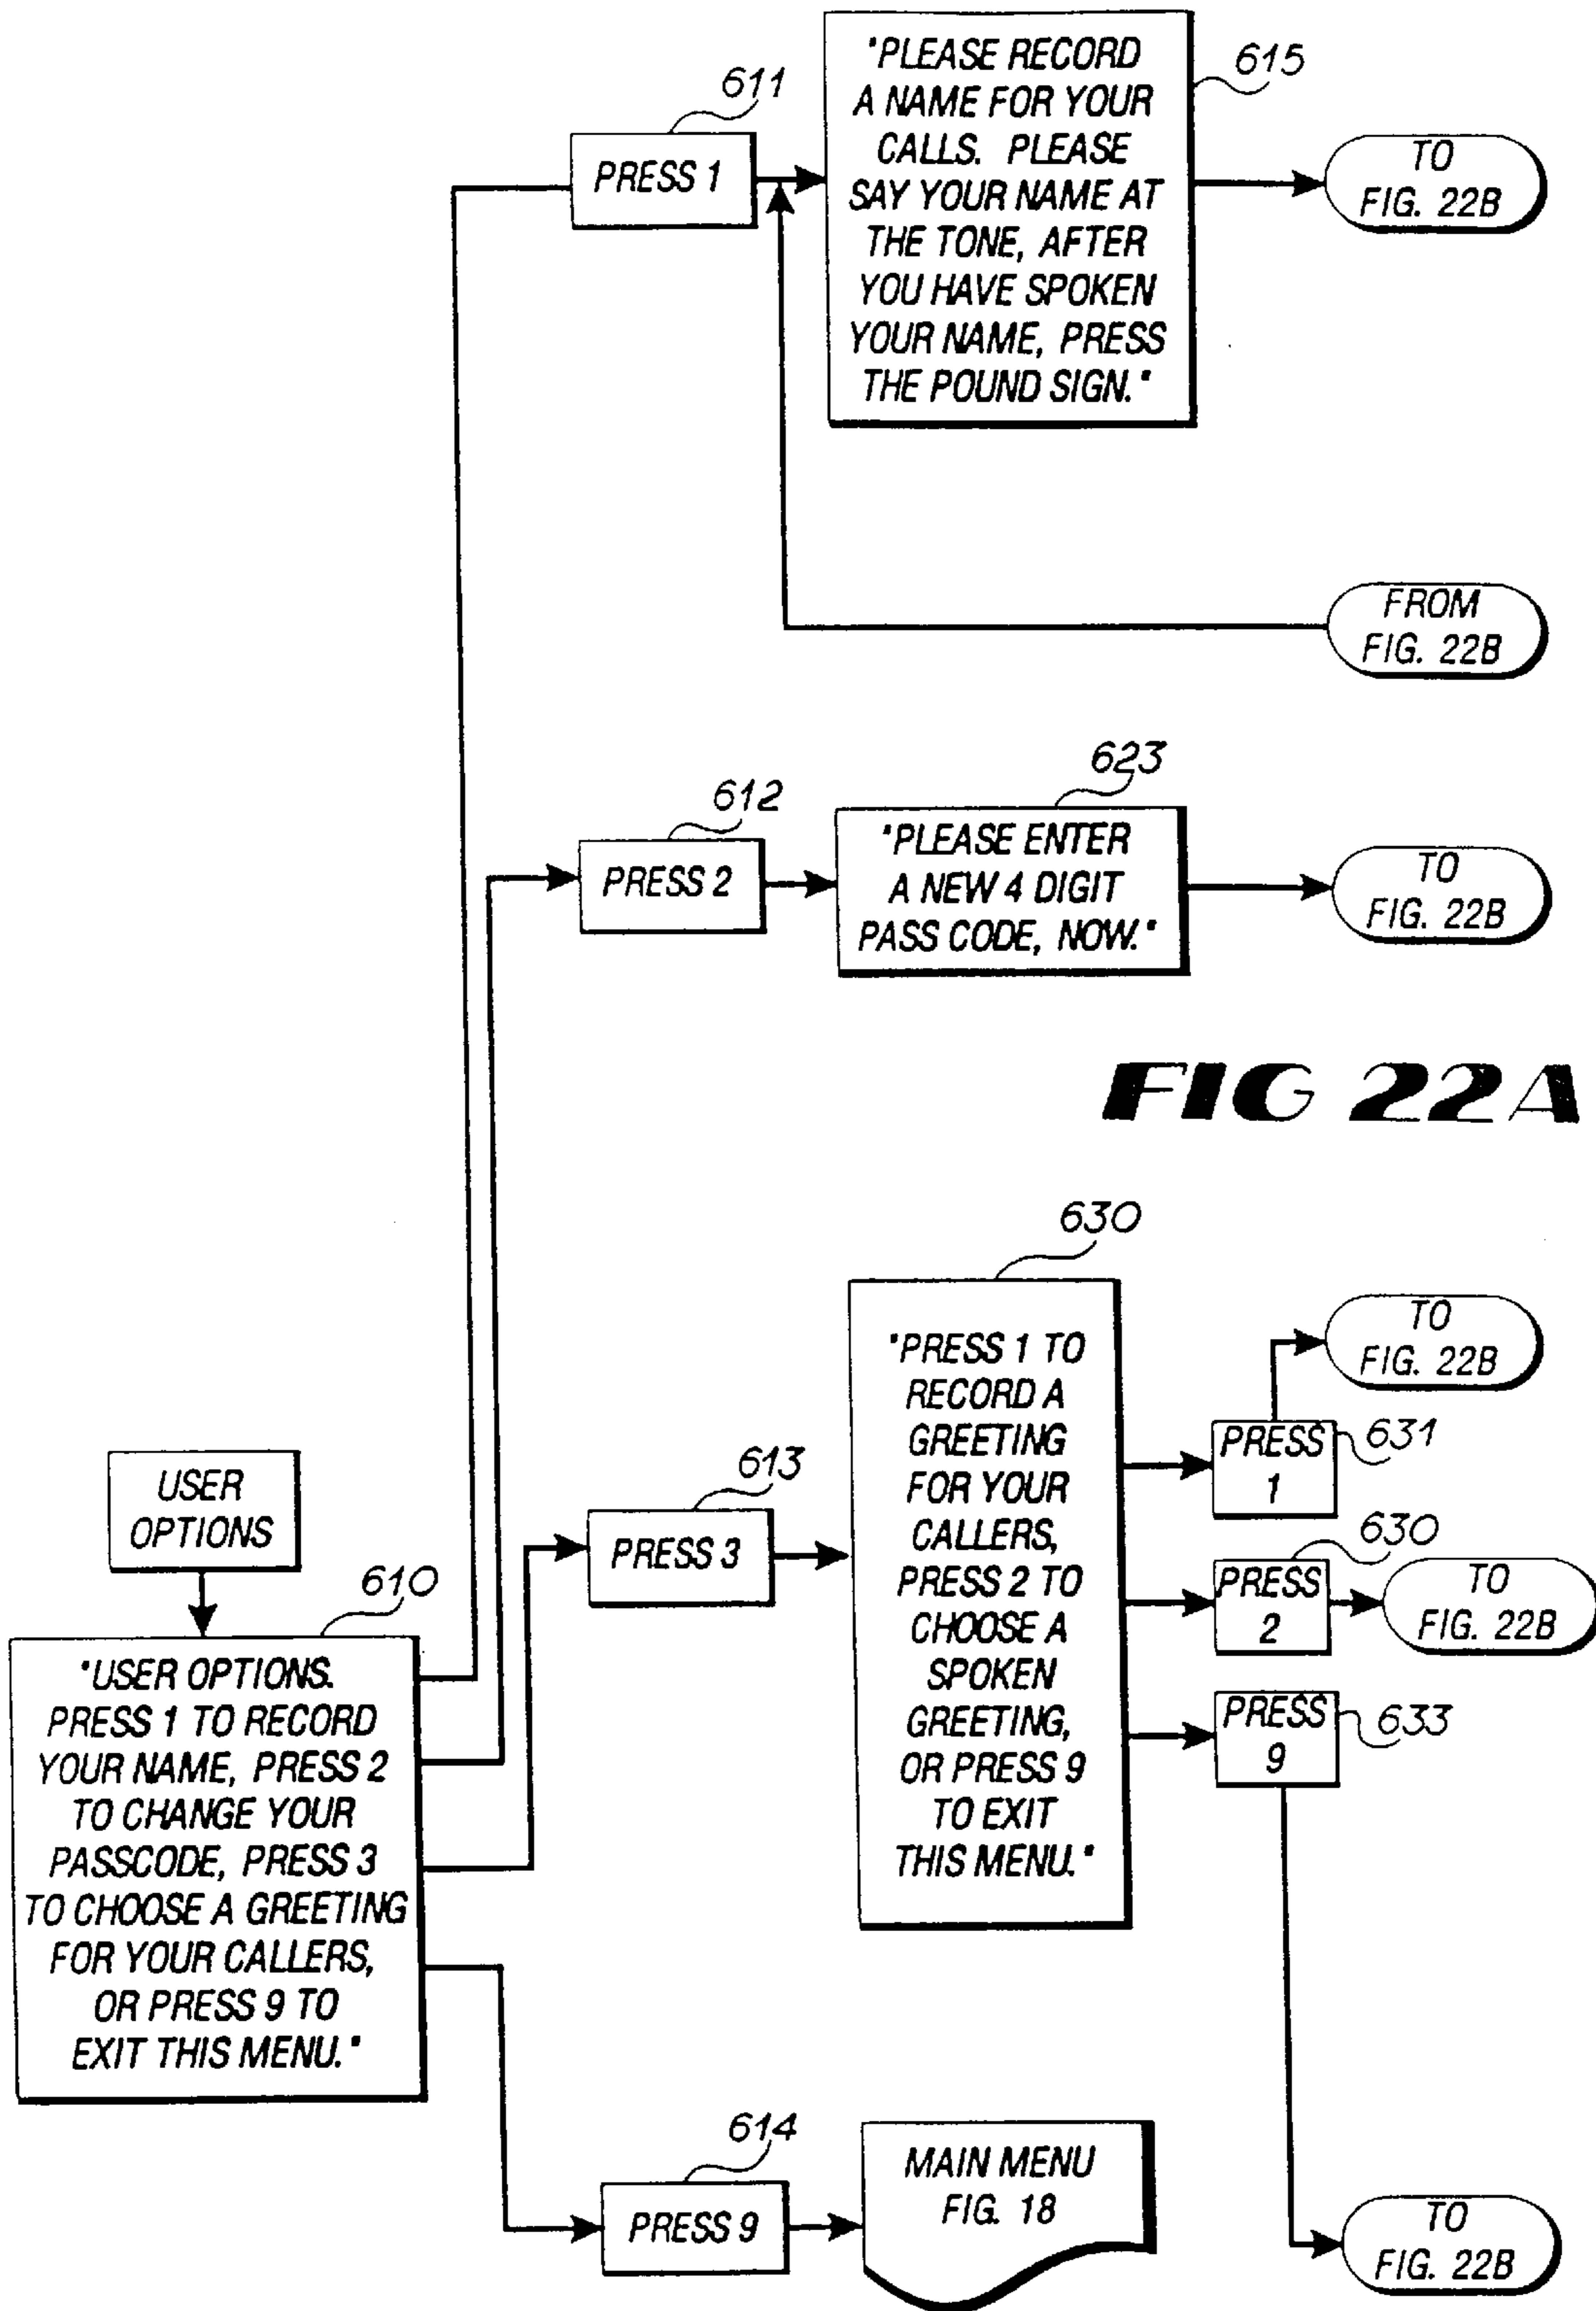 611
PRESS 1
"PLEASE RECORD
A NAME FOR YOUR
CALLS. PLEASE
SAY YOUR NAME AT
THE TONE, AFTER
YOU HAVE SPOKEN
YOUR NAME, PRESS
THE POUND SIGN."
615
TO
FIG. 22B
FROM
FIG. 22B
612
PRESS 2
623
"PLEASE ENTER
A NEW 4 DIGIT
PASS CODE, NOW."
TO
FIG. 22B
FIG 22A
USER
OPTIONS
610
"USER OPTIONS.
PRESS 1 TO RECORD
YOUR NAME, PRESS 2
TO CHANGE YOUR
PASSCODE, PRESS 3
TO CHOOSE A GREETING
FOR YOUR CALLERS,
OR PRESS 9 TO
EXIT THIS MENU."
613
PRESS 3
630
"PRESS 1 TO
RECORD A
GREETING
FOR YOUR
CALLERS,
PRESS 2 TO
CHOOSE A
SPOKEN
GREETING,
OR PRESS 9
TO EXIT
THIS MENU."
TO
FIG. 22B
PRESS
1
631
630
PRESS
2
TO
FIG. 22B
PRESS
9
633
TO
FIG. 22B
614
PRESS 9
MAIN MENU
FIG. 18